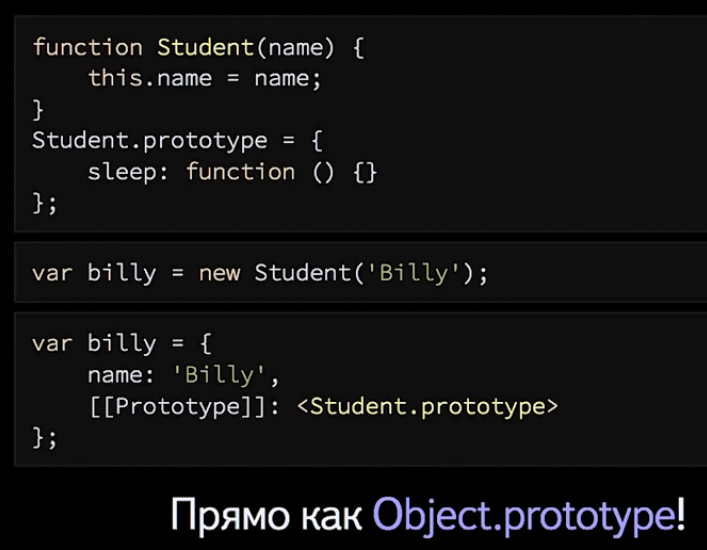 function Student(name) {
    this.name = name;
}
Student.prototype = {
    sleep: function () {}
};
var billy = new Student('Billy');
var billy = {
    name: 'Billy',
    [[Prototype]]: <Student.prototype>
};
Прямо как Object.prototype!